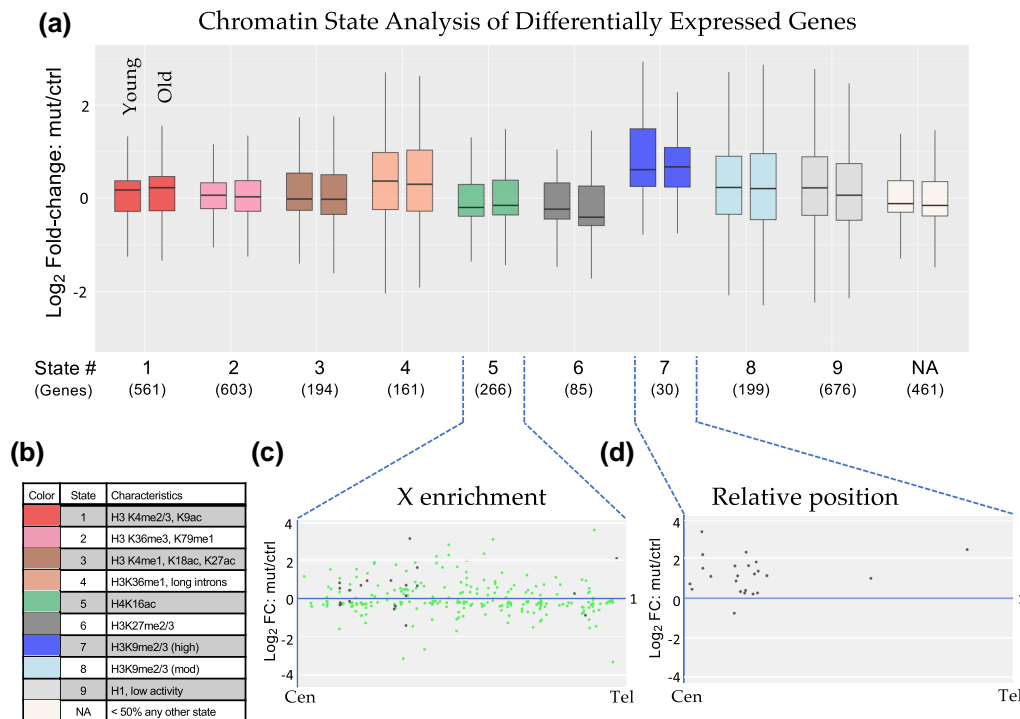 (a) Chromatin State Analysis of Differentially Expressed Genes
Log2 Fold-change: mut/ctrl
Young
Old
2
0
-2
State # 1 2 3 4 5 6 7 8 9 NA
(Genes) (561) (603) (194) (161) (266) (85) (30) (199) (676) (461)
(b)
Color State Characteristics
1 H3 K4me2/3, K9ac
2 H3 K36me3, K79me1
3 H3 K4me1, K18ac, K27ac
4 H3K36me1, long introns
5 H4K16ac
6 H3K27me2/3
7 H3K9me2/3 (high)
8 H3K9me2/3 (mod)
9 H1, low activity
NA < 50% any other state
(c)
X enrichment
Log2 FC: mut/ctrl
4
2
0
-2
-4
1
Cen Tel
(d)
Relative position
Log2 FC: mut/ctrl
4
2
0
-2
-4
Cen Tel